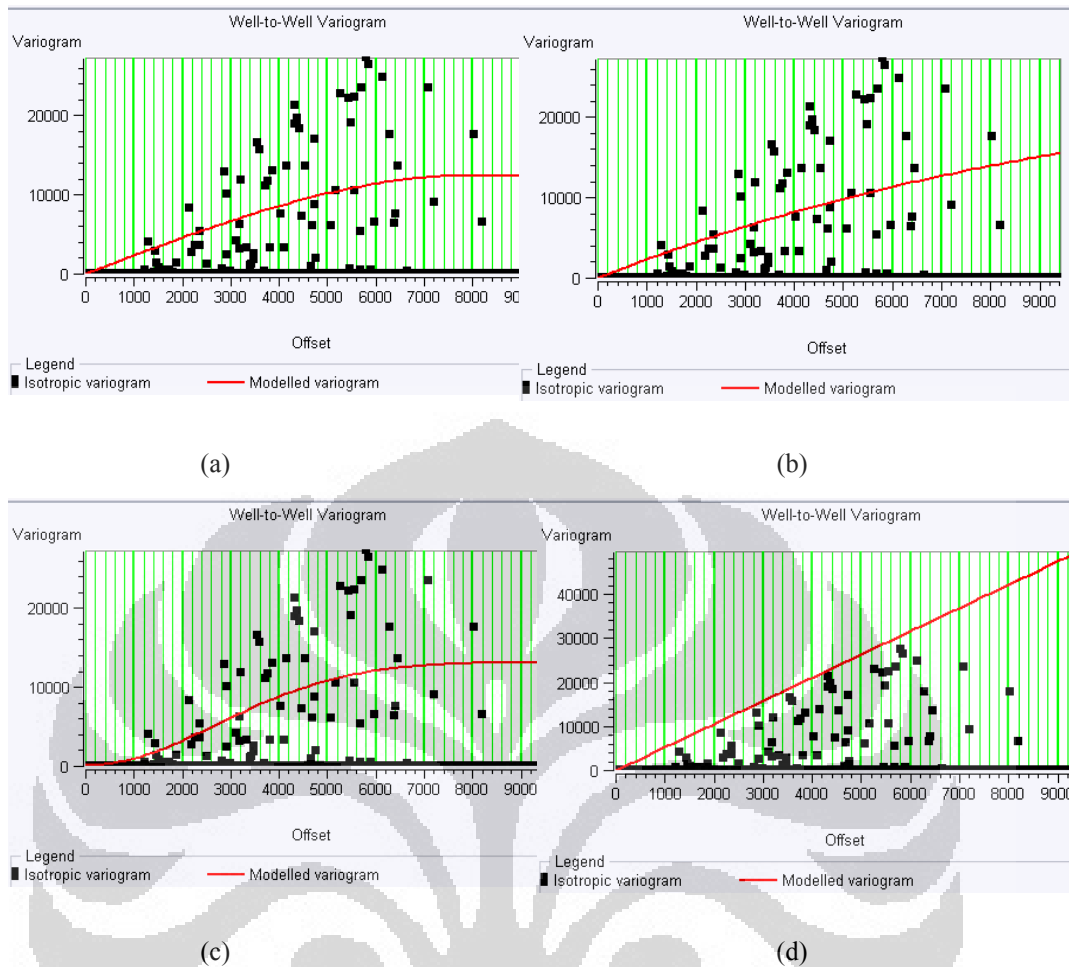 Well-to-Well Variogram
Variogram
20000
10000
0
0 1000 2000 3000 4000 5000 6000 7000 8000 90
Offset
Legend
Isotropic variogram Modelled variogram
(a)
Well-to-Well Variogram
Variogram
20000
10000
0
0 1000 2000 3000 4000 5000 6000 7000 8000 9000
Offset
Legend
Isotropic variogram Modelled variogram
(b)
Well-to-Well Variogram
Variogram
20000
10000
0
0 1000 2000 3000 4000 5000 6000 7000 8000 9000
Offset
Legend
Isotropic variogram Modelled variogram
(c)
Well-to-Well Variogram
Variogram
40000
30000
20000
10000
0
0 1000 2000 3000 4000 5000 6000 7000 8000 9000
Offset
Legend
Isotropic variogram Modelled variogram
(d)